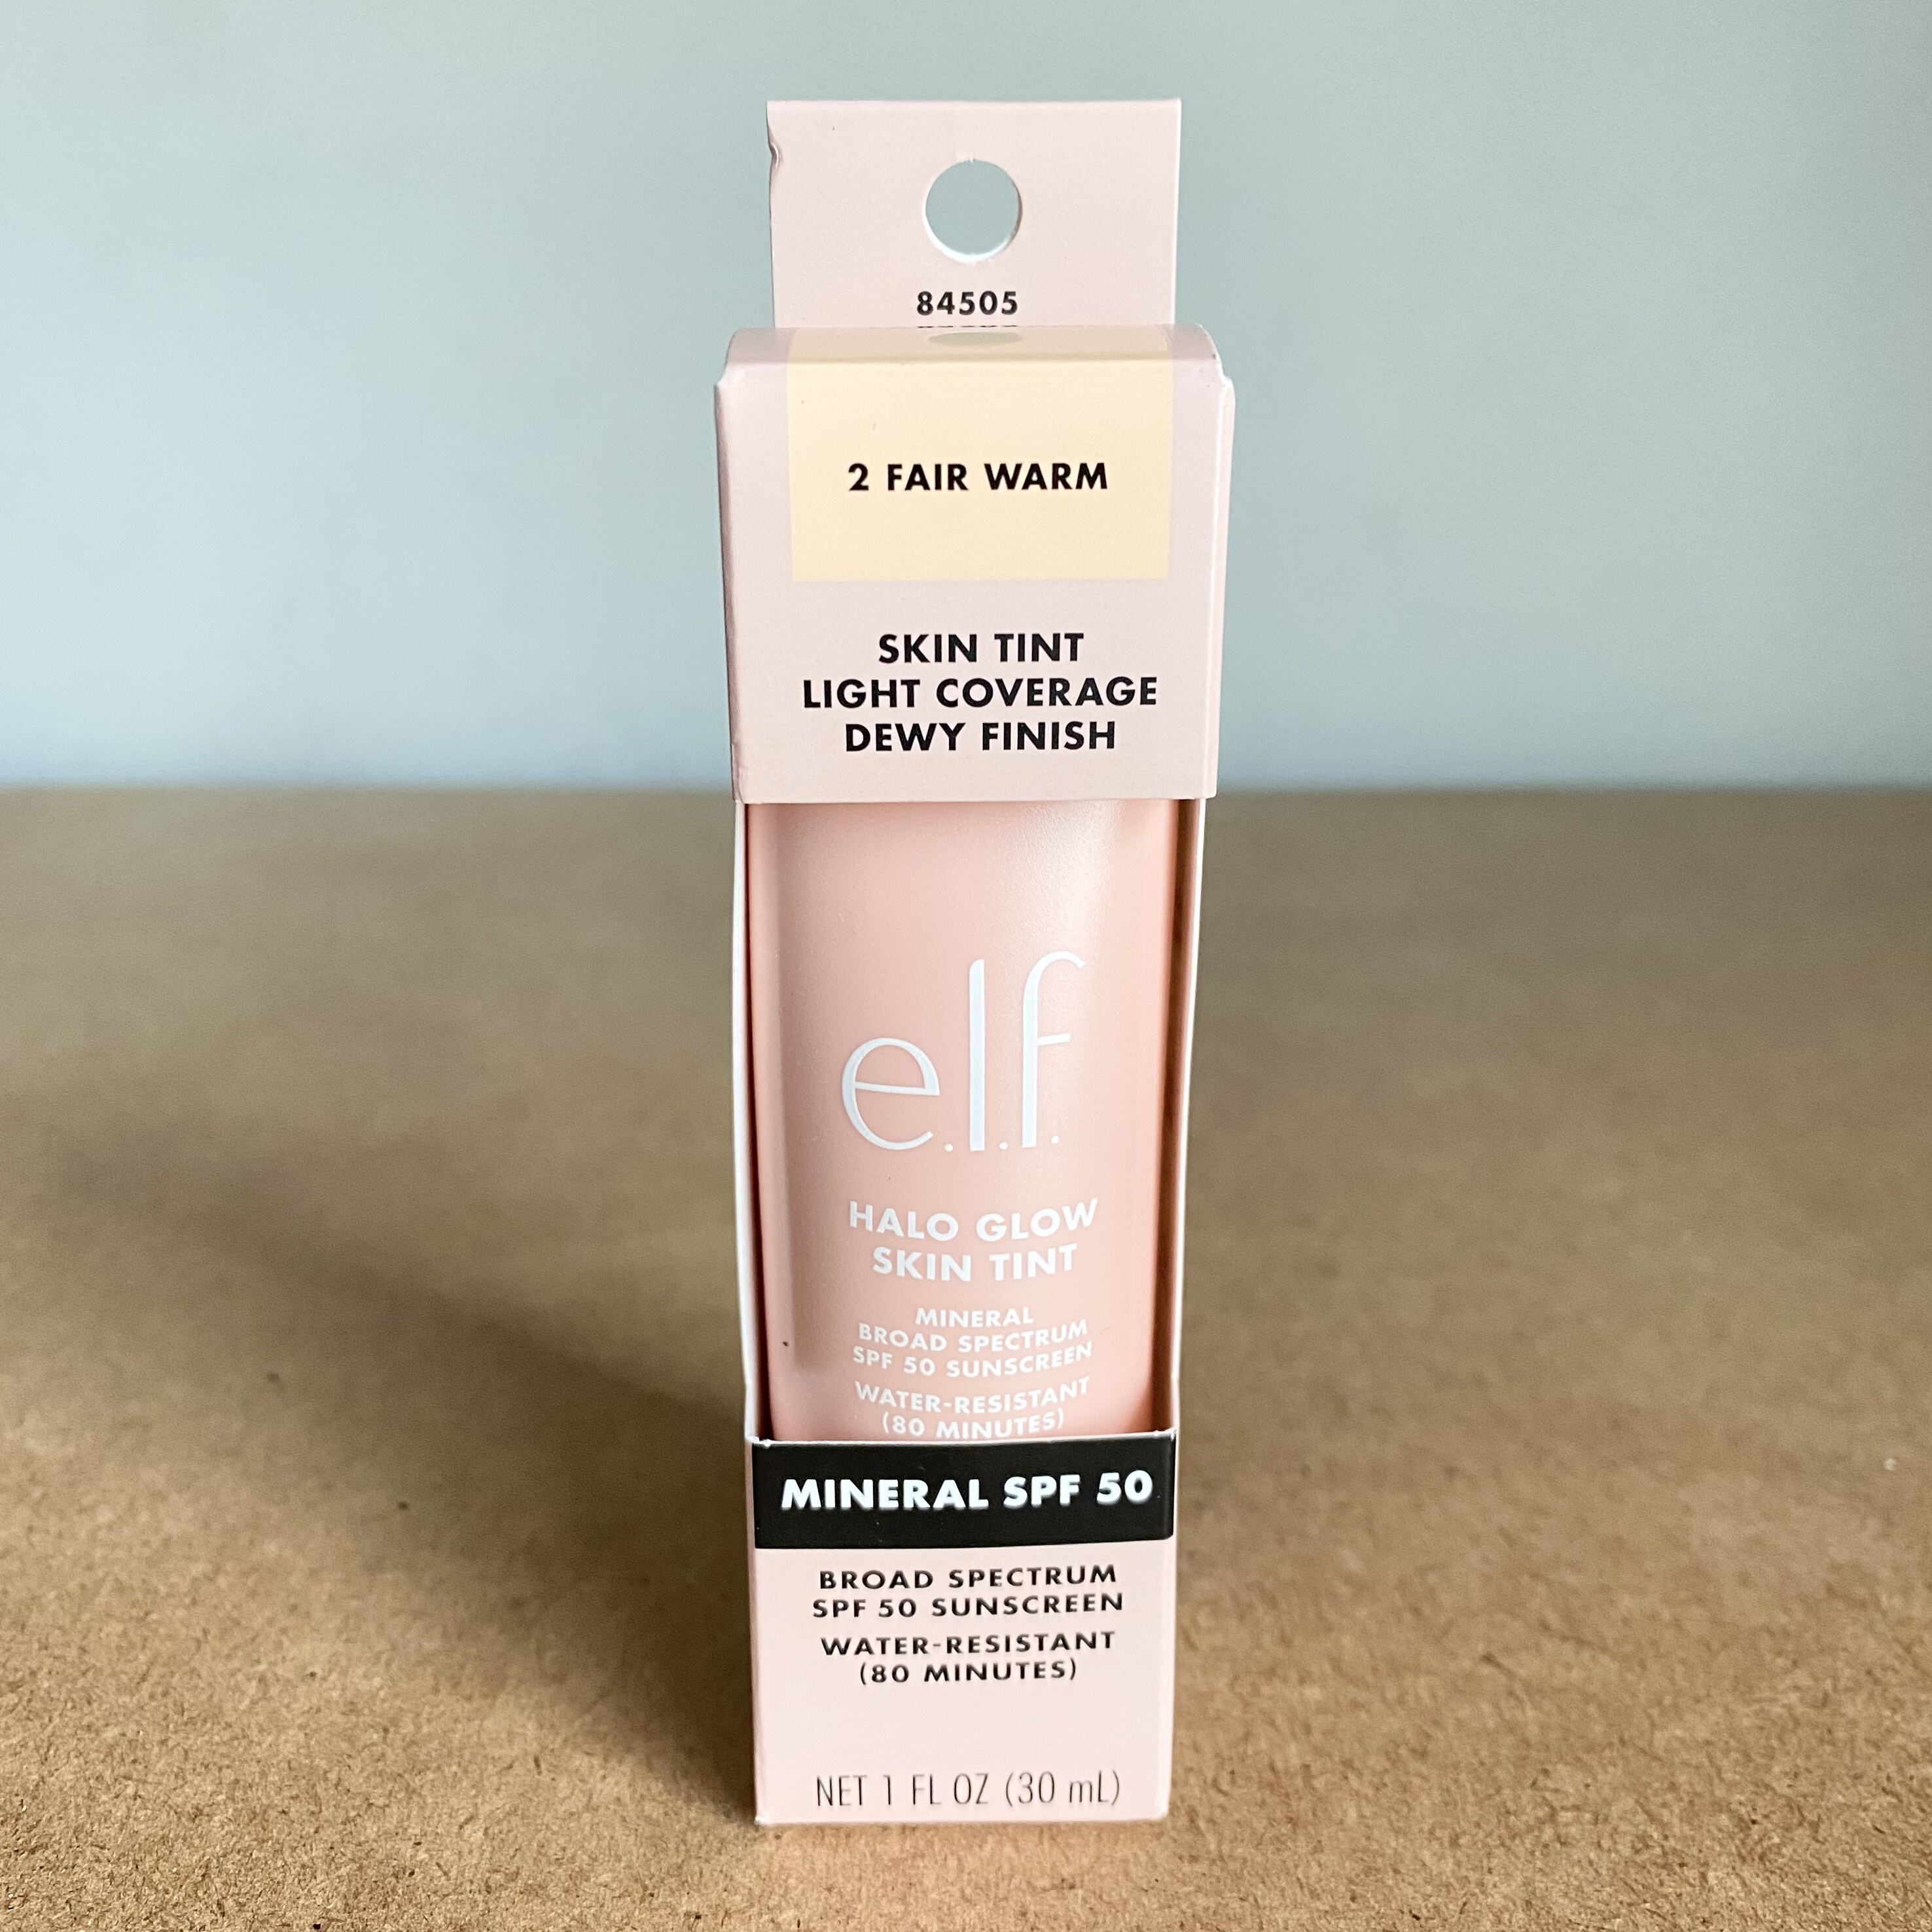 84505
2 FAIR WARM
SKIN TINT
LIGHT COVERAGE
DEWY FINISH
e.l.f.
HALO GLOW
SKIN TINT
MINERAL
BROAD SPECTRUM
SPF 50 SUNSCREEN
WATER-RESISTANT
(80 MINUTES)
MINERAL SPF 50
BROAD SPECTRUM
SPF 50 SUNSCREEN
WATER-RESISTANT
(80 MINUTES)
NET 1 FL OZ (30 mL)